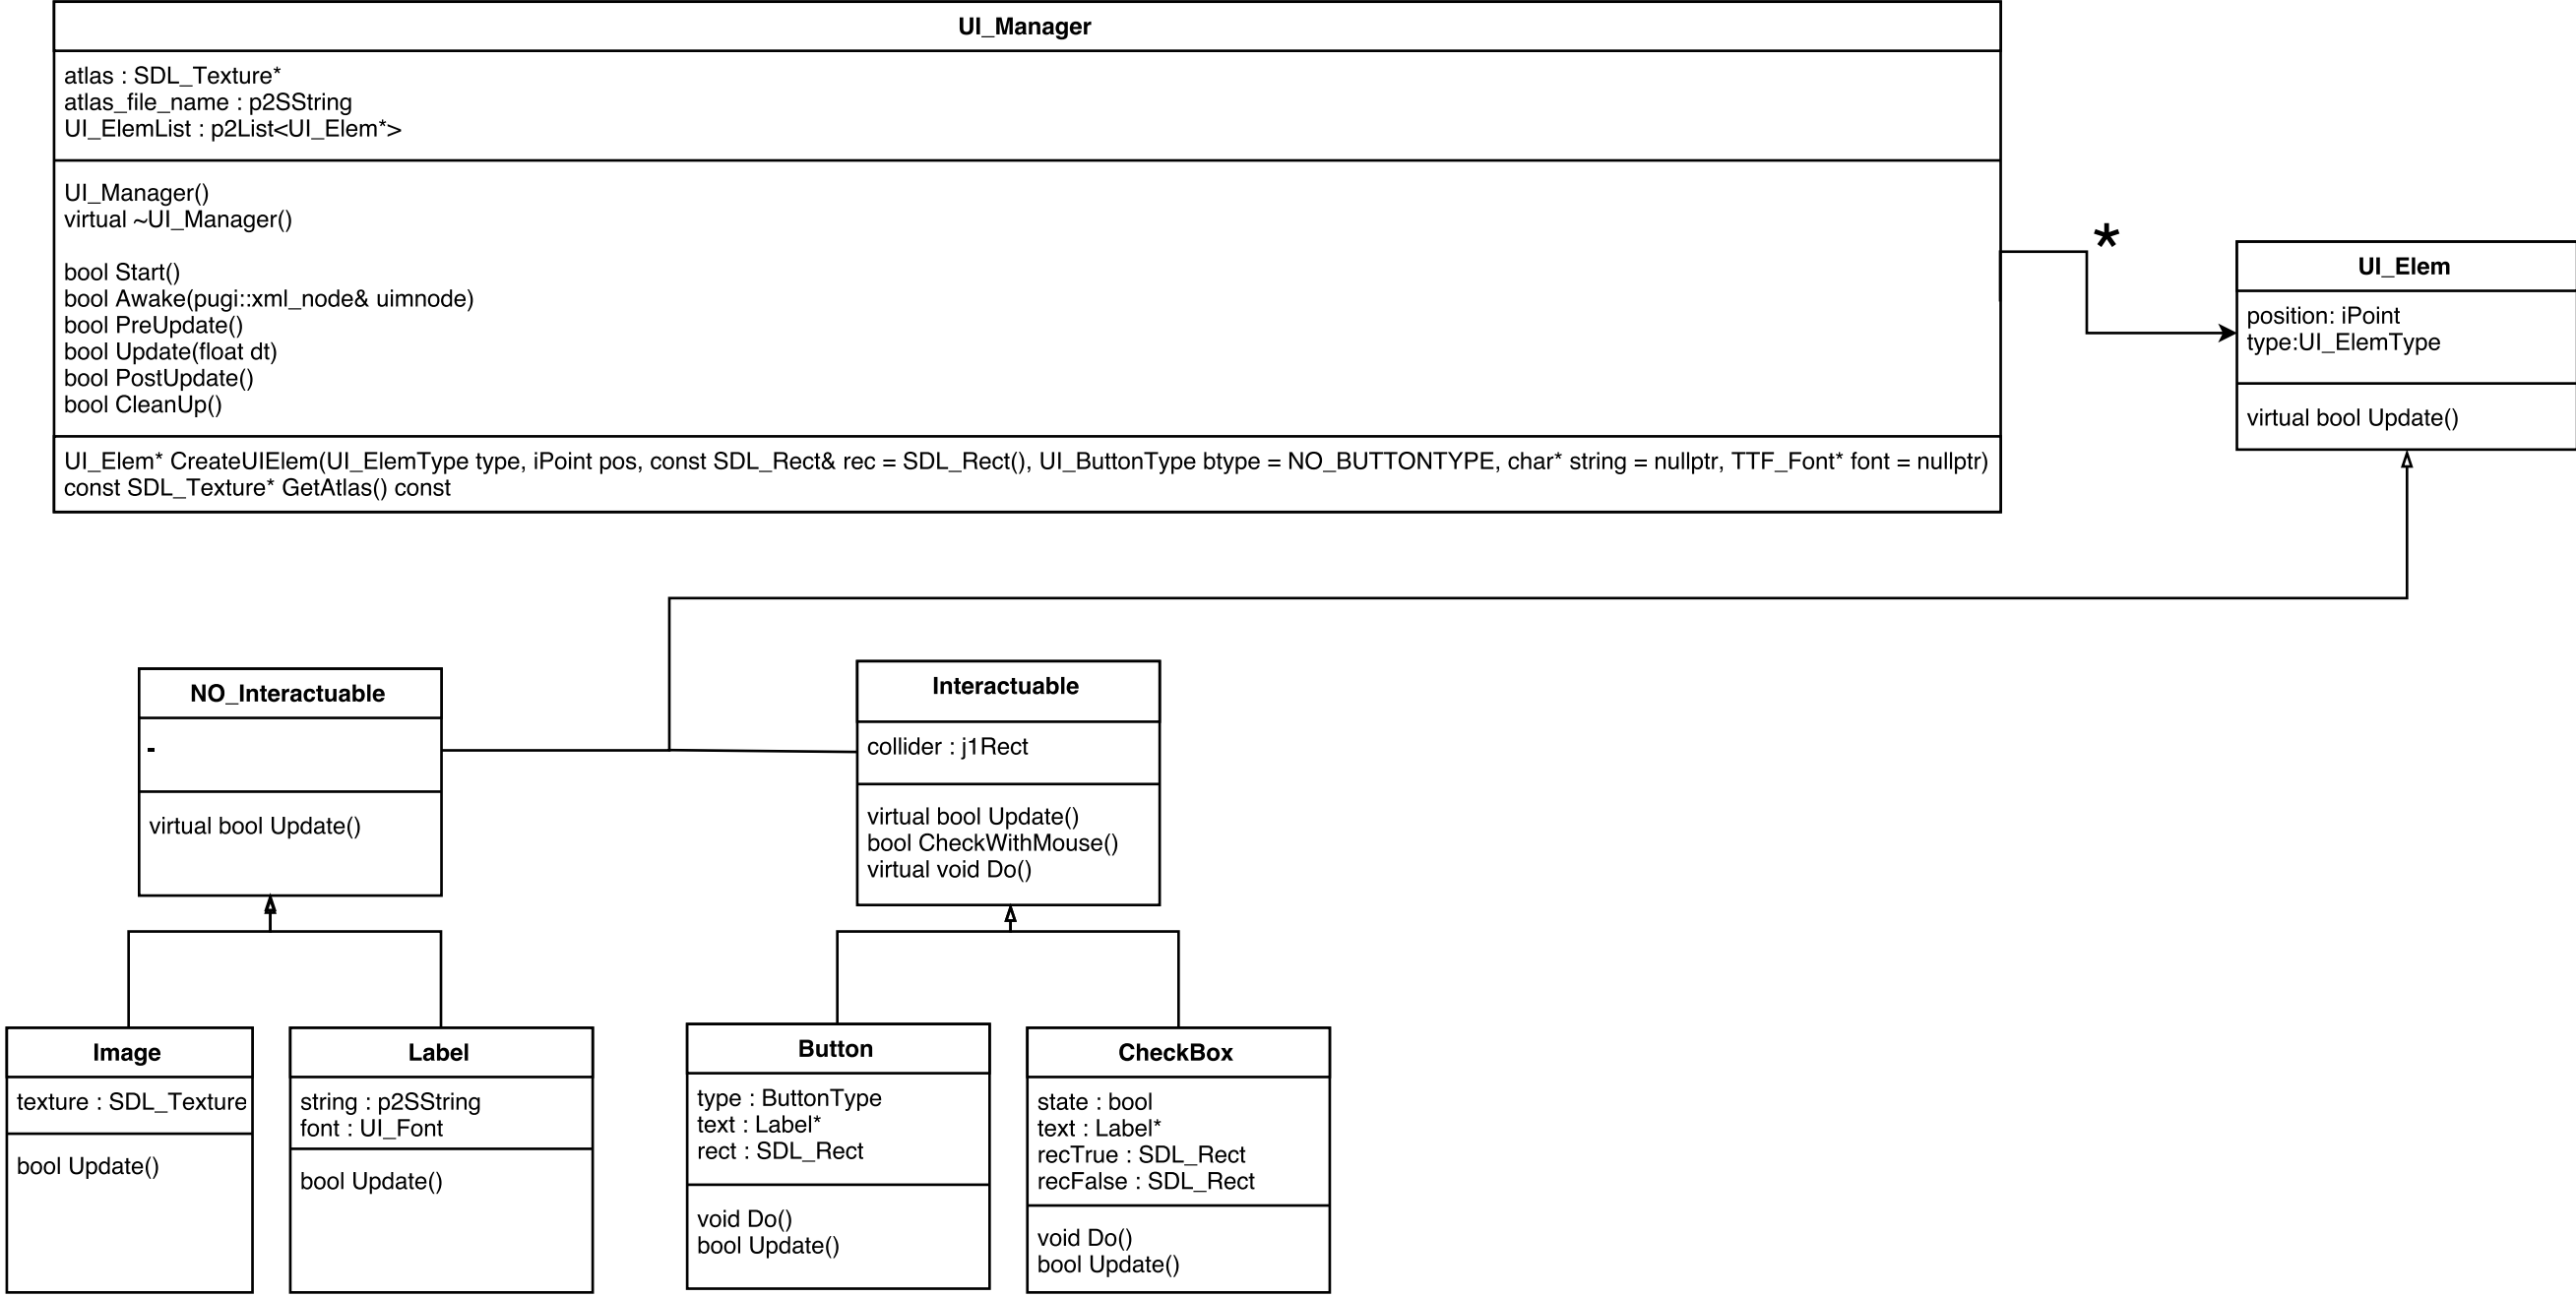 UI_Manager
atlas : SDL_Texture*
atlas_file_name : p2SString
UI_ElemList : p2List<UI_Elem*>
UI_Manager()
virtual ~UI_Manager()
bool Start()
bool Awake(pugi::xml_node& uimnode)
bool PreUpdate()
bool Update(float dt)
bool PostUpdate()
bool CleanUp()
UI_Elem* CreateUIElem(UI_ElemType type, iPoint pos, const SDL_Rect& rec = SDL_Rect(), UI_ButtonType btype = NO_BUTTONTYPE, char* string = nullptr, TTF_Font* font = nullptr)
const SDL_Texture* GetAtlas() const
*
UI_Elem
position: iPoint
type:UI_ElemType
virtual bool Update()
NO_Interactuable
-
virtual bool Update()
Interactuable
collider : j1Rect
virtual bool Update()
bool CheckWithMouse()
virtual void Do()
Image
texture : SDL_Texture
bool Update()
Label
string : p2SString
font : UI_Font
bool Update()
Button
type : ButtonType
text : Label*
rect : SDL_Rect
void Do()
bool Update()
CheckBox
state : bool
text : Label*
recTrue : SDL_Rect
recFalse : SDL_Rect
void Do()
bool Update()